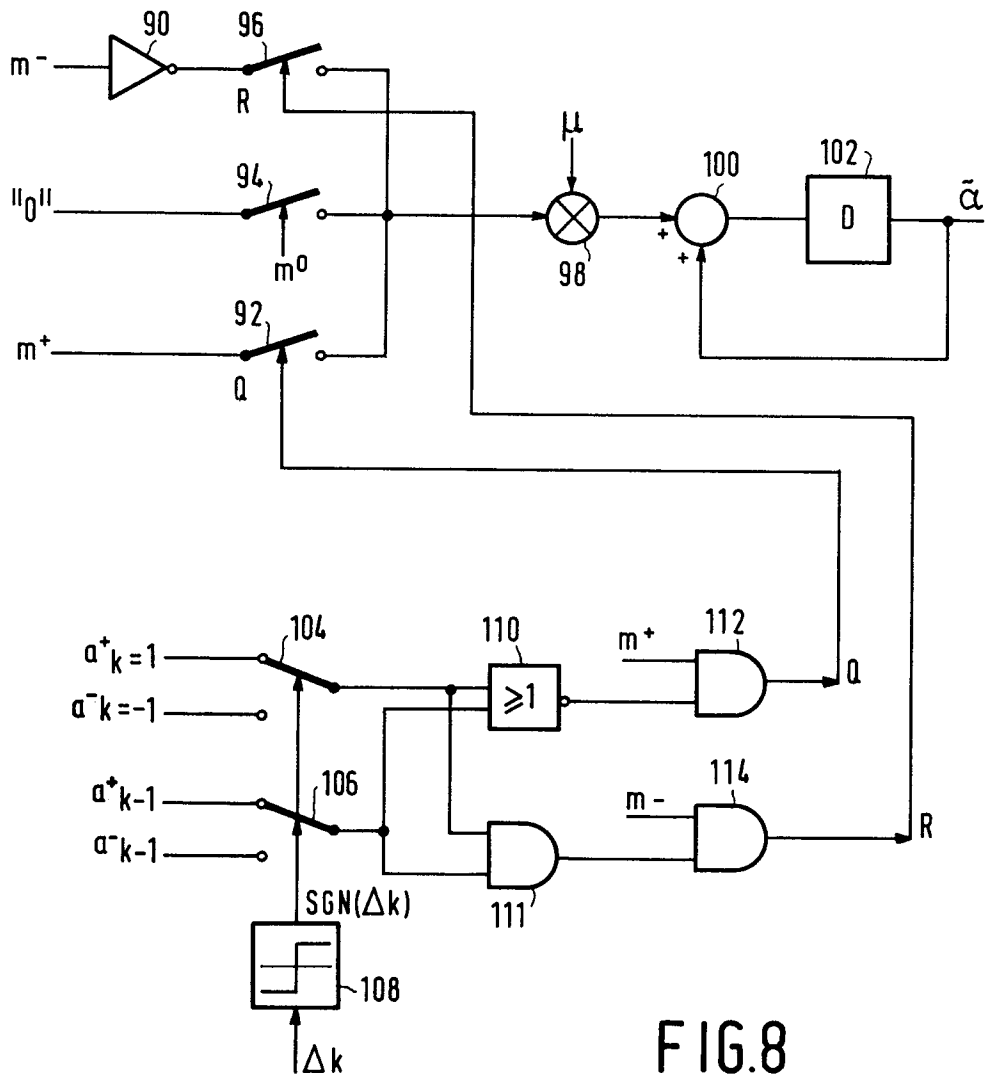 90
96
m-
R
μ
100
102
94
"0"
D
α̃
98
m⁰
+
+
92
m+
Q
104
110
112
a+k=1
m+
≥1
Q
a-k=-1
106
114
a+k-1
m-
R
a-k-1
111
SGN(Δk)
108
Δk
FIG.8